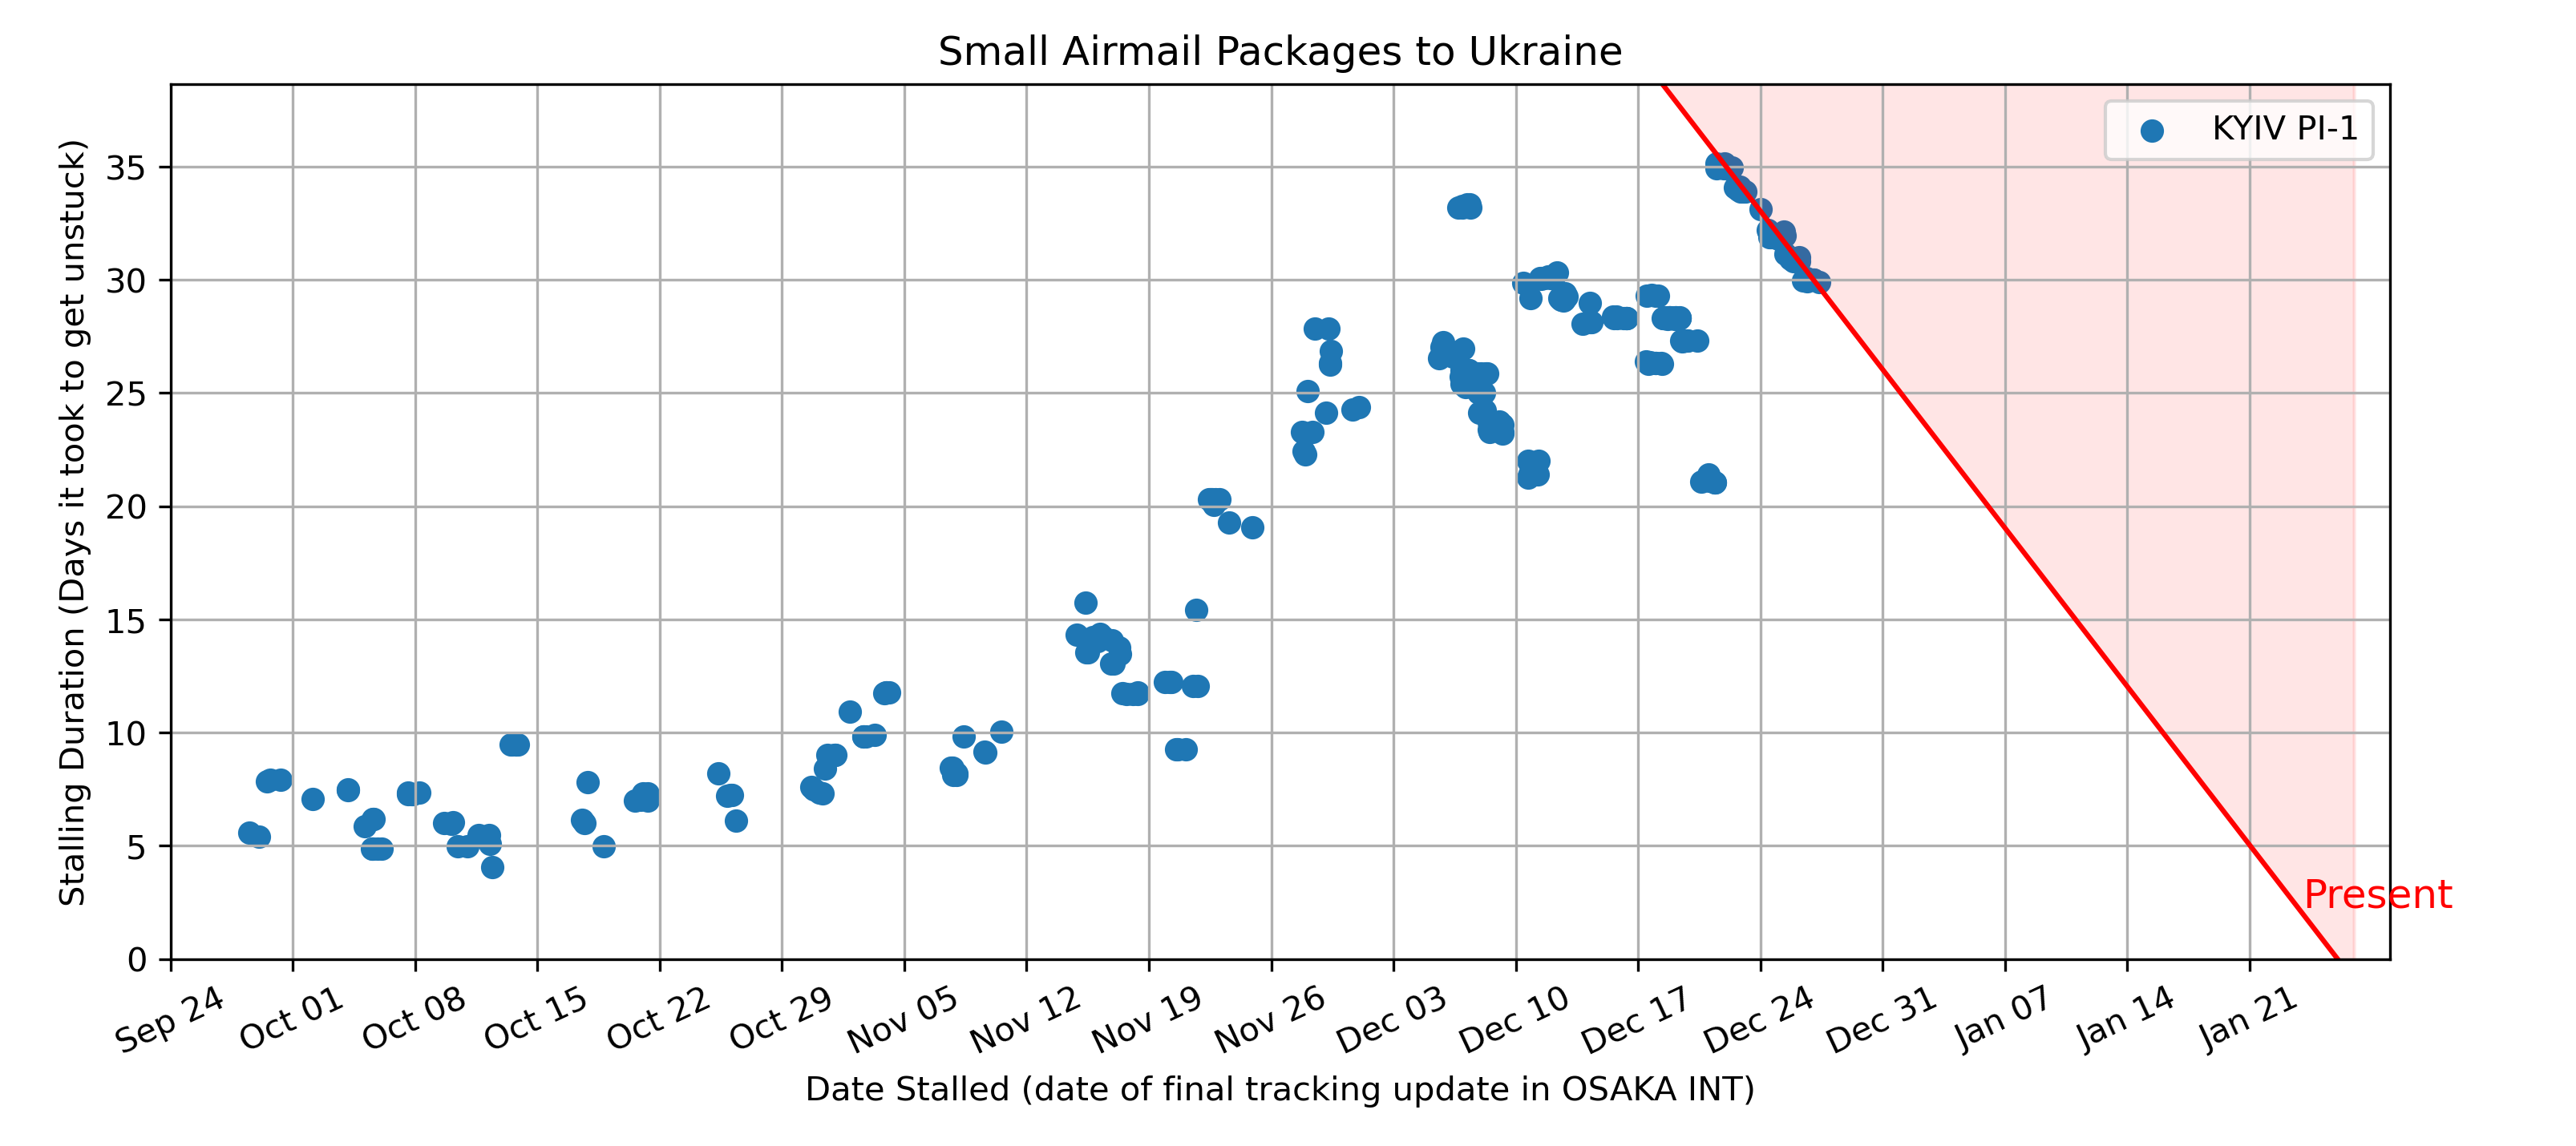 Small Airmail Packages to Ukraine
KYIV PI-1
Stalling Duration (Days it took to get unstuck)
35
30
25
20
15
10
5
0
Present
Sep 24
Oct 01
Oct 08
Oct 15
Oct 22
Oct 29
Nov 05
Nov 12
Nov 19
Nov 26
Dec 03
Dec 10
Dec 17
Dec 24
Dec 31
Jan 07
Jan 14
Jan 21
Date Stalled (date of final tracking update in OSAKA INT)